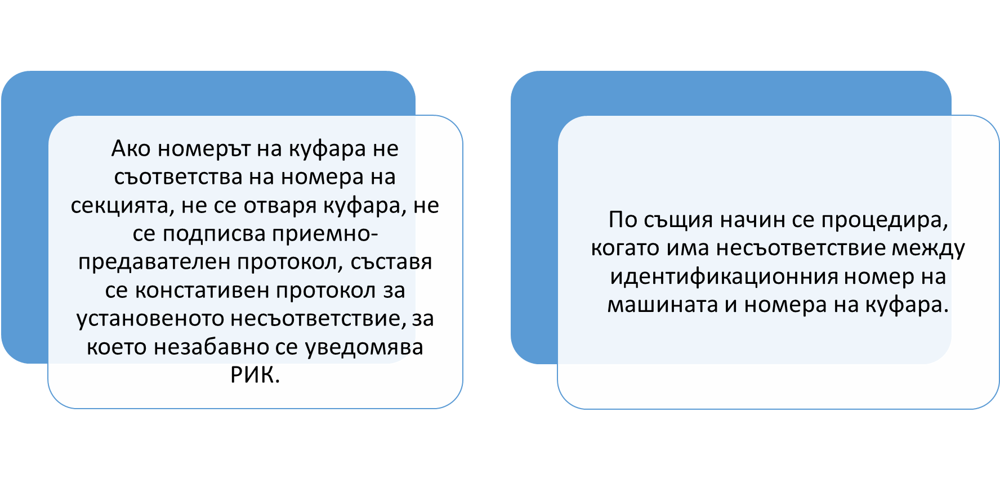 Ако номерът на куфара не
съответства на номера на
секцията, не се отваря куфара, не
се подписва приемно-
предавателен протокол, съставя
се констативен протокол за
установеното несъответствие, за
което незабавно се уведомява
РИК.
По същия начин се процедира,
когато има несъответствие между
идентификационния номер на
машината и номера на куфара.